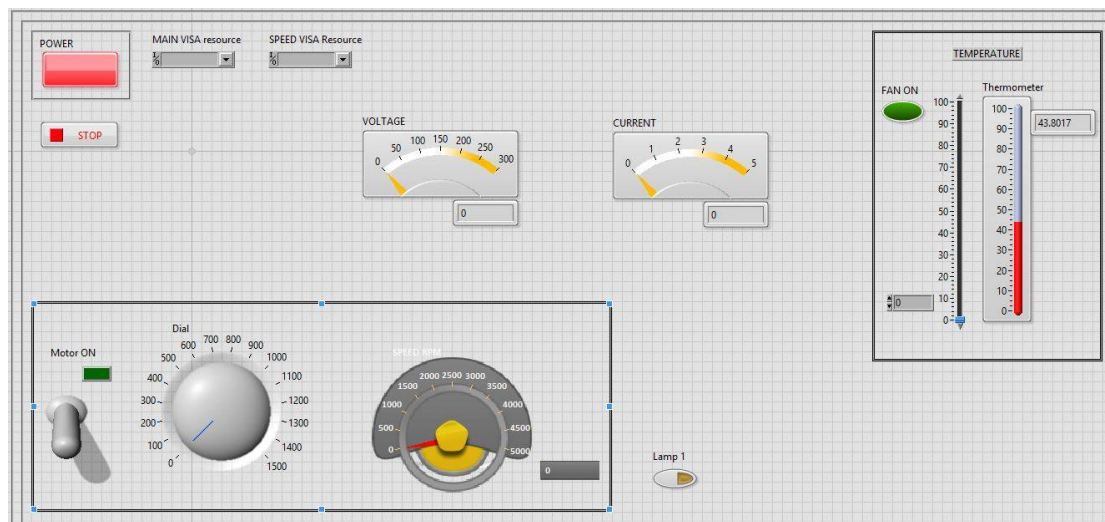 POWER
MAIN VISA resource
SPEED VISA Resource
STOP
VOLTAGE
0 50 100 150 200 250 300
0
CURRENT
0 1 2 3 4 5
0
TEMPERATURE
FAN ON
Thermometer
100
90
80
70
60
50
40
30
20
10
0
0
100
90
80
70
60
50
40
30
20
10
0
43.8017
Motor ON
Dial
0 100 200 300 400 500 600 700 800 900 1000 1100 1200 1300 1400 1500
SPEED RPM
0 500 1000 1500 2000 2500 3000 3500 4000 4500 5000
0
Lamp 1